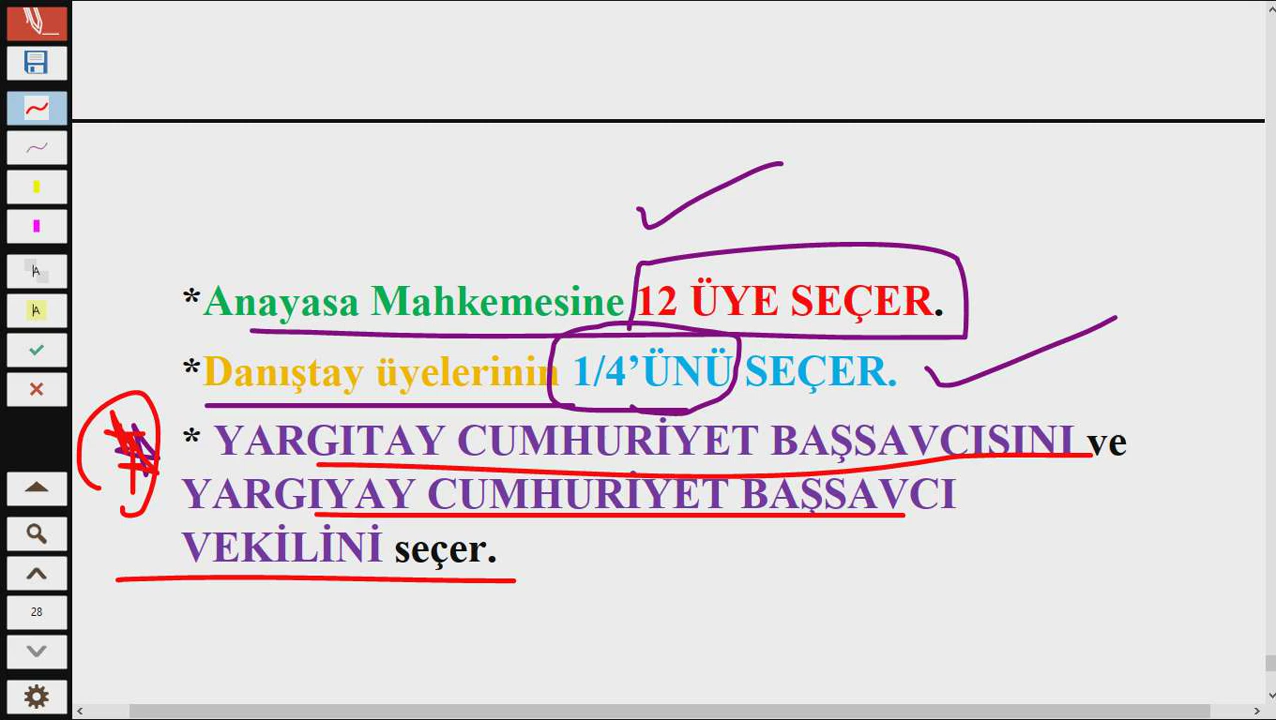 *Anayasa Mahkemesine 12 ÜYE SEÇER.
*Danıştay üyelerinin 1/4’ÜNÜ SEÇER.
* YARGITAY CUMHURİYET BAŞSAVCISINI ve
YARGIYAY CUMHURİYET BAŞSAVCI
VEKİLİNİ seçer.
28